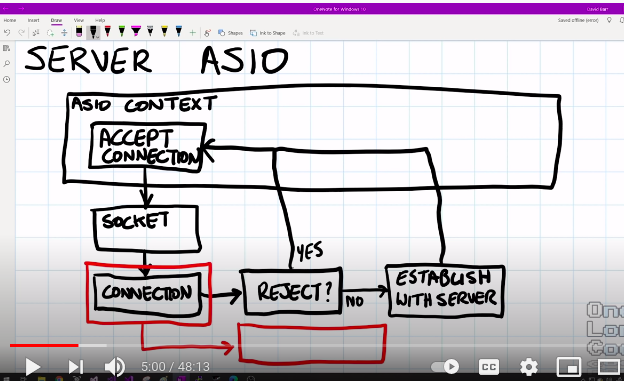 OneNote for Windows 10
David Barr
Home Insert Draw View Help
Saved offline (error)
Shapes Ink to Shape Ink to Text
SERVER ASIO
ASIO CONTEXT
ACCEPT
CONNECTION
SOCKET
YES
CONNECTION
REJECT?
NO
ESTABLISH
WITH SERVER
One
Lon
Cod
5:00 / 48:13
CC